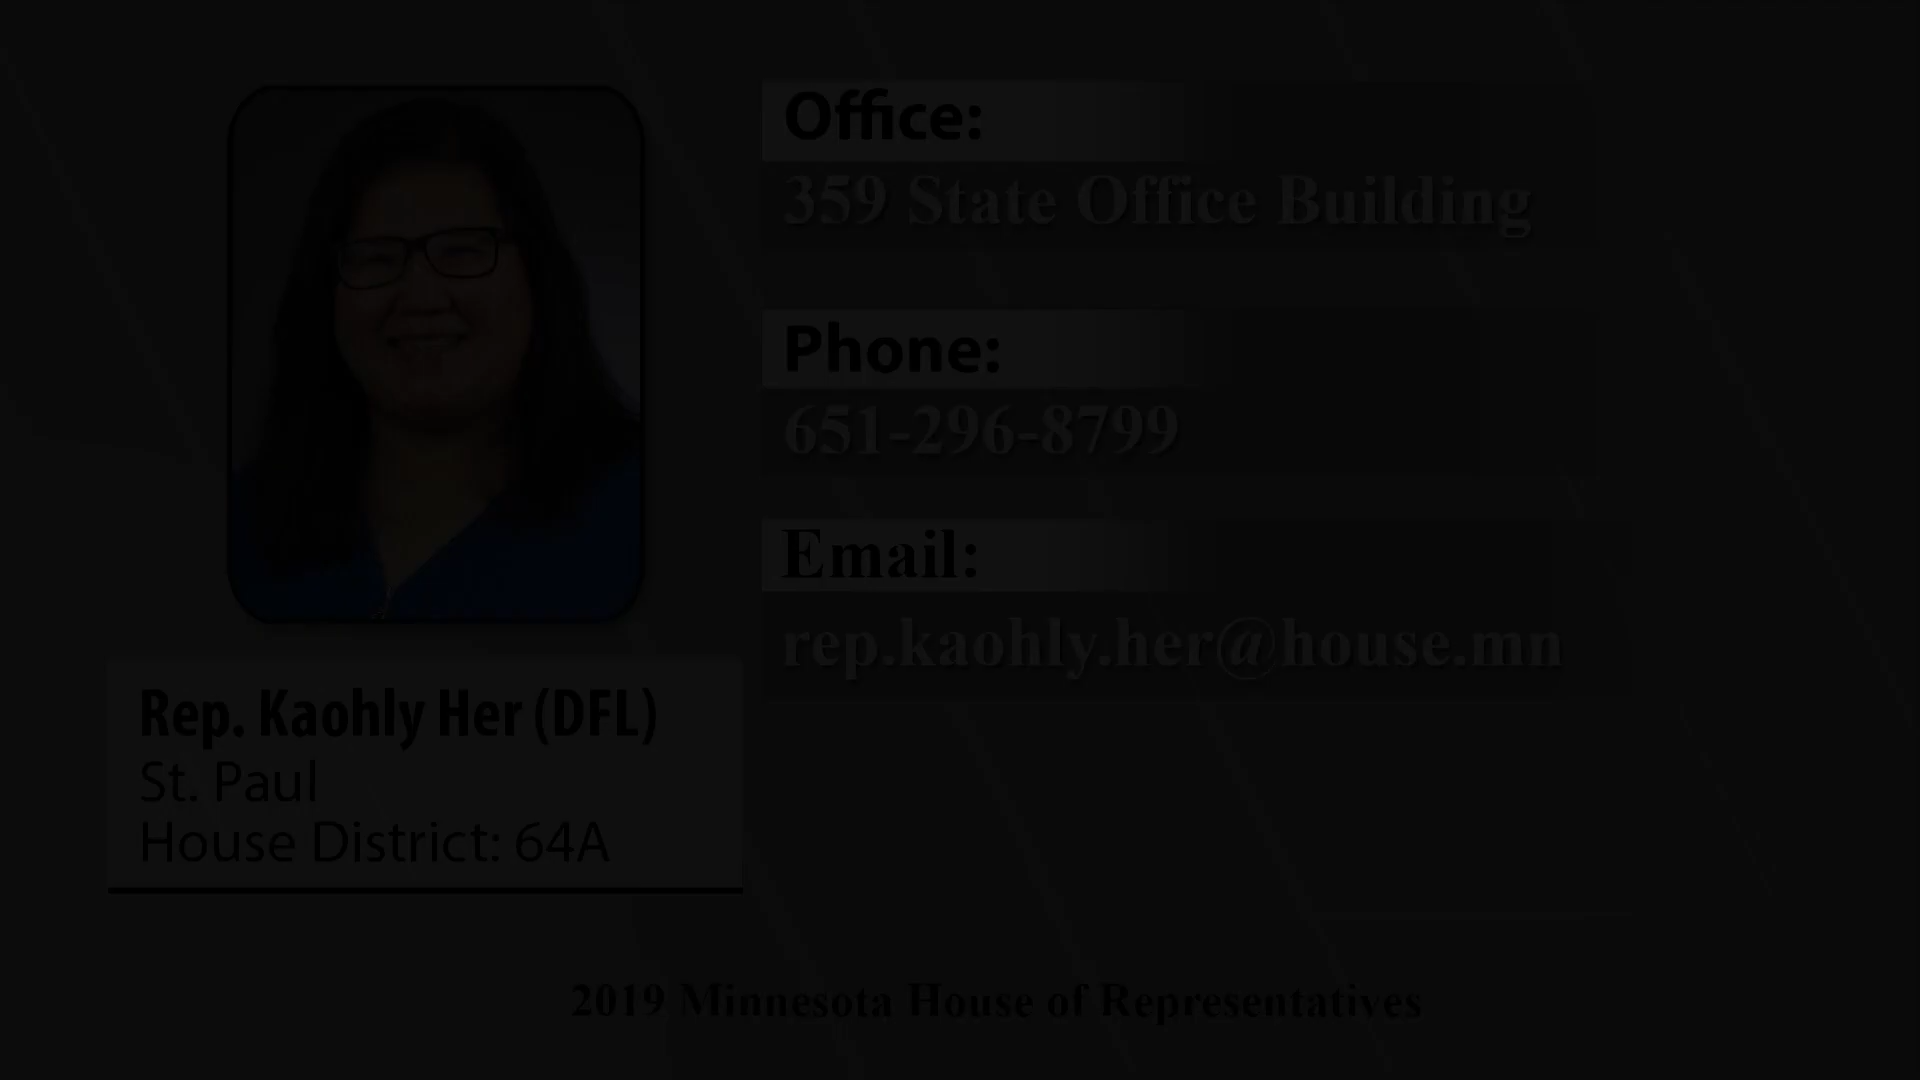 Office:
359 State Office Building
Phone:
651-296-8799
Email:
rep.kaohly.her@house.mn
Rep. Kaohly Her (DFL)
St. Paul
House District: 64A
2019 Minnesota House of Representatives